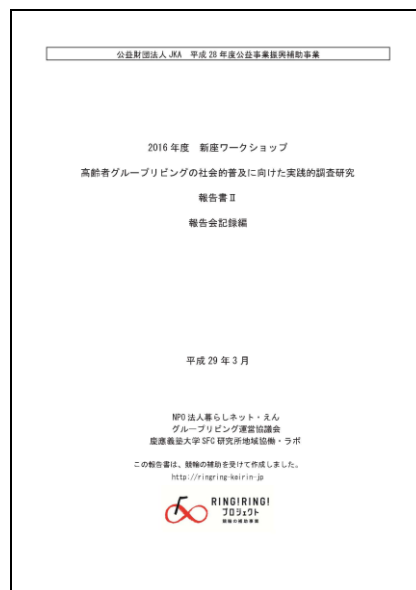 公益財団法人 JKA　平成 28 年度公益事業振興補助事業
2016 年度　新座ワークショップ
高齢者グループリビングの社会的普及に向けた実践的調査研究
報告書Ⅱ
報告会記録編
平成 29 年 3 月
NPO 法人暮らしネット・えん
グループリビング運営協議会
慶應義塾大学 SFC 研究所地域協働・ラボ
この報告書は、競輪の補助を受けて作成しました。
http://ringring-keirin-jp
RING!RING!
プロジェクト
競輪の補助事業